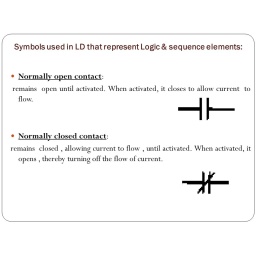 Symbols used in LD that represent Logic & sequence elements:
Normally open contact:
remains open until activated. When activated, it closes to allow current to
flow.
Normally closed contact:
remains closed , allowing current to flow , until activated. When activated, it
opens , thereby turning off the flow of current.